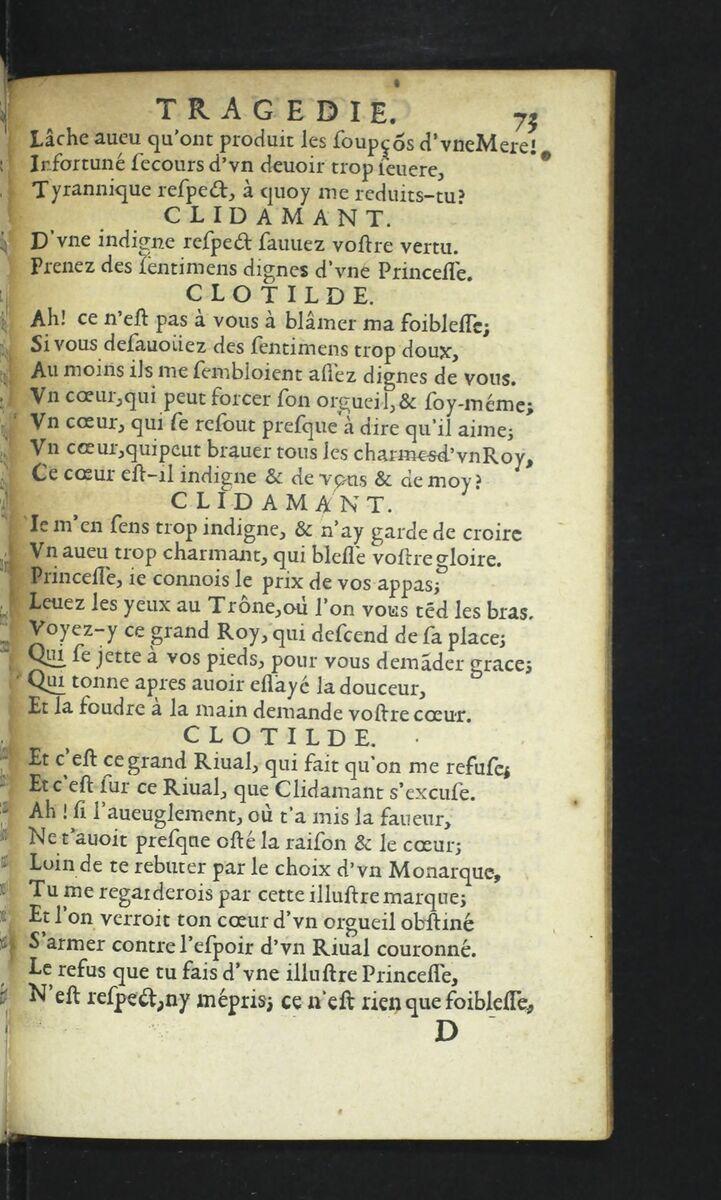 TRAGEDIE. 73
Lâche aueu qu'ont produit les ſoupçõs d'vneMere!
Infortuné ſecours d'vn deuoir trop ſeuere,
Tyrannique reſpect, à quoy me reduits-tu?
CLIDAMANT.
D'vne indigne reſpect ſauuez voſtre vertu.
Prenez des ſentimens dignes d'vne Princeſſe.
CLOTILDE.
Ah! ce n'eſt pas à vous à blâmer ma foibleſſe;
Si vous deſauoüez des ſentimens trop doux,
Au moins ils me ſembloient aſſez dignes de vous.
Vn cœur,qui peut forcer ſon orgueil,& ſoy-méme;
Vn cœur, qui ſe reſout preſque à dire qu'il aime;
Vn cœur,quipeut brauer tous les charmesd'vnRoy,
Ce cœur eſt-il indigne & de vous & de moy?
CLIDAMANT.
Ie m'en ſens trop indigne, & n'ay garde de croire
Vn aueu trop charmant, qui bleſſe voſtre gloire.
Princeſſe, ie connois le prix de vos appas;
Leuez les yeux au Trône,où l'on vous tẽd les bras.
Voyez-y ce grand Roy, qui deſcend de ſa place;
Qui ſe jette à vos pieds, pour vous demãder grace;
Qui tonne apres auoir eſſayé la douceur,
Et la foudre à la main demande voſtre cœur.
CLOTILDE.
Et c'eſt ce grand Riual, qui fait qu'on me refuſe;
Et c'eſt ſur ce Riual, que Clidamant s'excuſe.
Ah ! ſi l'aueuglement, où t'a mis la faueur,
Ne t'auoit preſque oſté la raiſon & le cœur;
Loin de te rebuter par le choix d'vn Monarque,
Tu me regarderois par cette illuſtre marque;
Et l'on verroit ton cœur d'vn orgueil obſtiné
S'armer contre l'eſpoir d'vn Riual couronné.
Le refus que tu fais d'vne illuſtre Princeſſe,
N'eſt reſpect,ny mépris; ce n'eſt rien que foibleſſe,
D